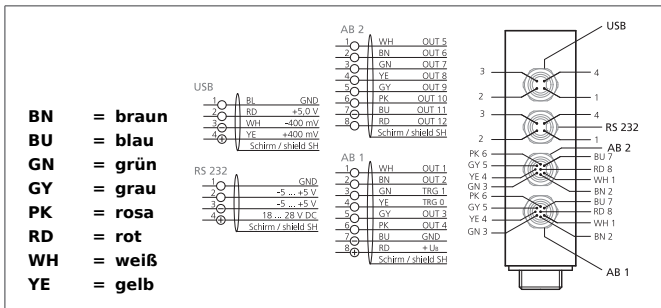 BN = braun
BU = blau
GN = grün
GY = grau
PK = rosa
RD = rot
WH = weiß
YE = gelb
USB
1 BL GND
2 RD +5,0 V
3 WH -400 mV
4 YE +400 mV
Schirm / shield SH
RS 232
1 GND
2 -5 ... +5 V
3 -5 ... +5 V
4 18 ... 28 V DC
Schirm / shield SH
AB 2
1 WH OUT 5
2 BN OUT 6
3 GN OUT 7
4 YE OUT 8
5 GY OUT 9
6 PK OUT 10
7 BU OUT 11
8 RD OUT 12
Schirm / shield SH
AB 1
1 WH OUT 1
2 BN OUT 2
3 GN TRG 1
4 YE TRG 0
5 GY OUT 3
6 PK OUT 4
7 BU GND
8 RD + UB
Schirm / shield SH
USB
3 4
2 1
3 4
RS 232
2 1
AB 2
PK 6 BU 7
GY 5 RD 8
YE 4 WH 1
GN 3 BN 2
PK 6 BU 7
GY 5 RD 8
YE 4 WH 1
GN 3 BN 2
AB 1